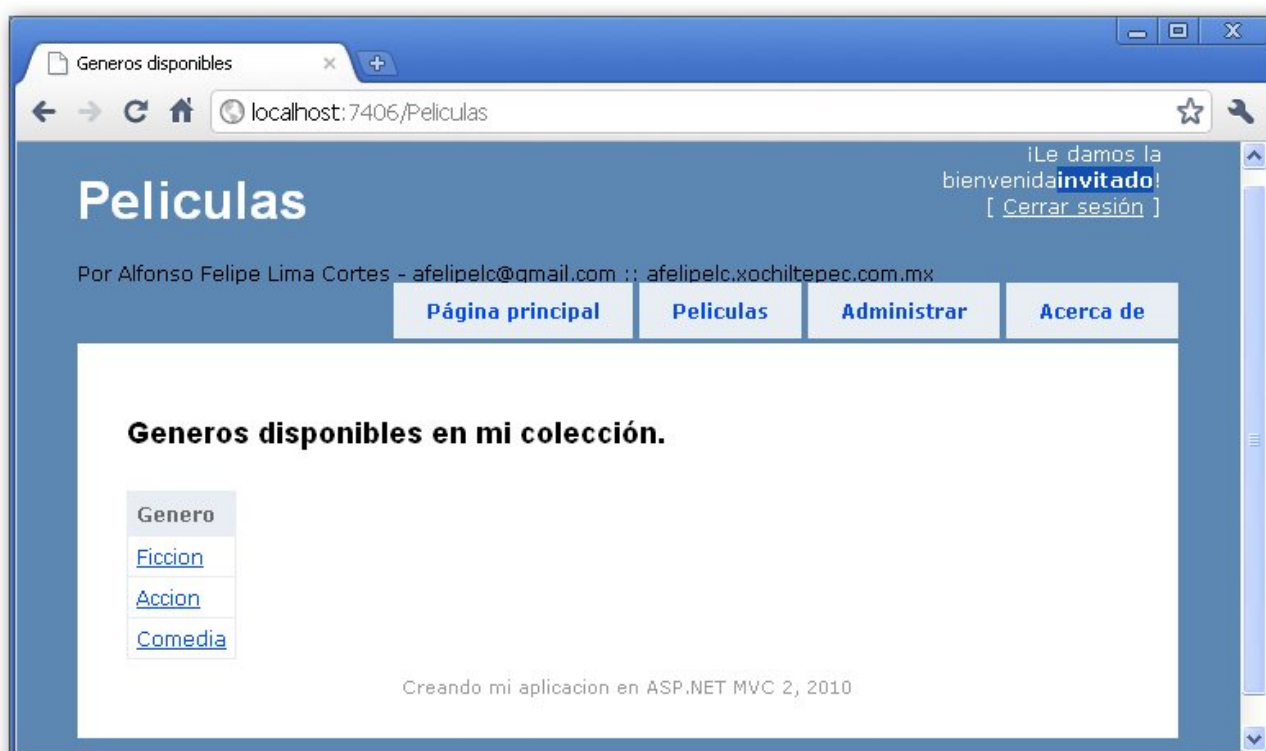 Generos disponibles
localhost:7406/Peliculas
¡Le damos la
bienvenidainvitado!
[ Cerrar sesión ]
Peliculas
Por Alfonso Felipe Lima Cortes - afelipelc@gmail.com :: afelipelc.xochiltepec.com.mx
Página principal Peliculas Administrar Acerca de
Generos disponibles en mi colección.
Genero
Ficcion
Accion
Comedia
Creando mi aplicacion en ASP.NET MVC 2, 2010